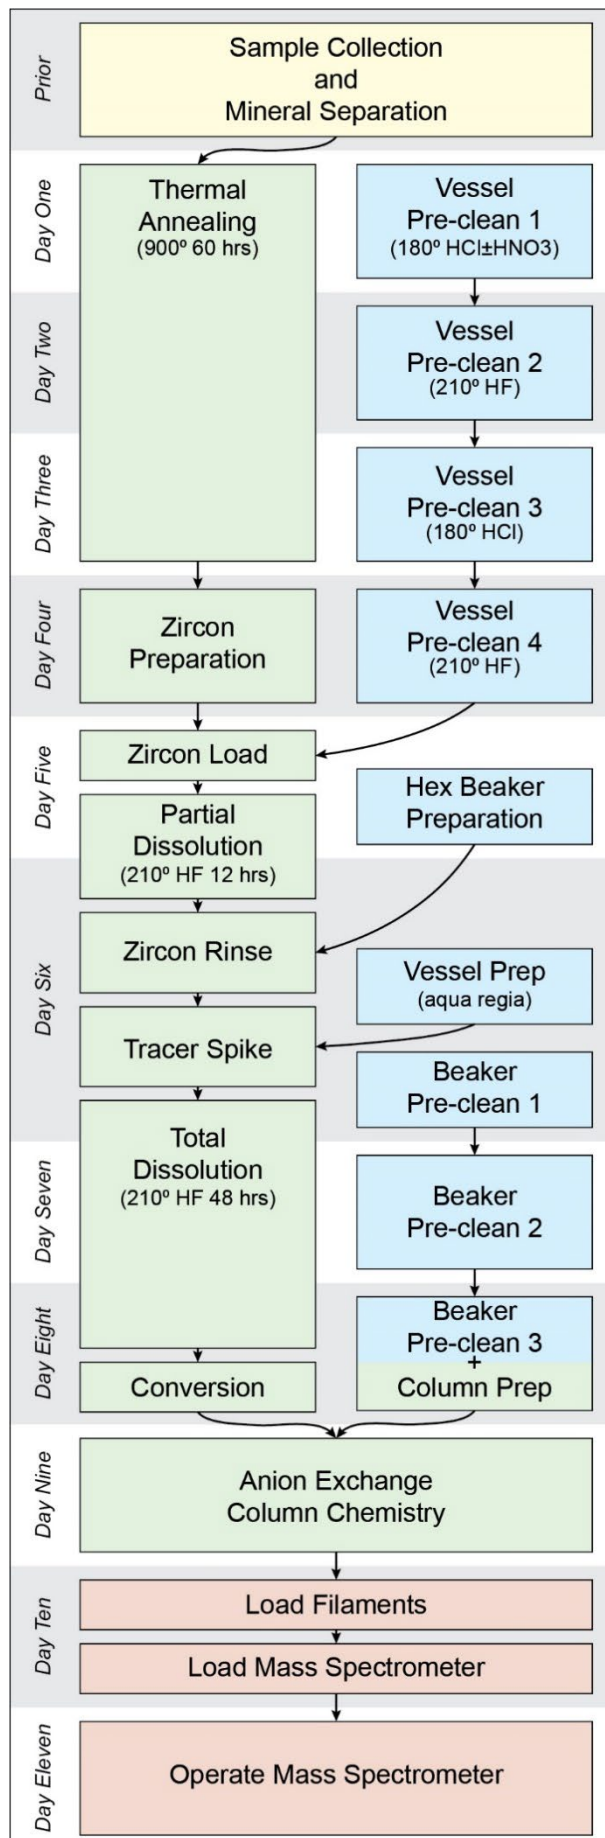 Prior
Sample Collection
and
Mineral Separation
Day One
Thermal
Annealing
(900º 60 hrs)
Vessel
Pre-clean 1
(180º HCl±HNO3)
Day Two
Vessel
Pre-clean 2
(210º HF)
Day Three
Vessel
Pre-clean 3
(180º HCl)
Day Four
Zircon
Preparation
Vessel
Pre-clean 4
(210º HF)
Day Five
Zircon Load
Partial
Dissolution
(210º HF 12 hrs)
Hex Beaker
Preparation
Day Six
Zircon Rinse
Vessel Prep
(aqua regia)
Tracer Spike
Beaker
Pre-clean 1
Total
Dissolution
(210º HF 48 hrs)
Day Seven
Beaker
Pre-clean 2
Day Eight
Beaker
Pre-clean 3
+
Conversion
Column Prep
Day Nine
Anion Exchange
Column Chemistry
Day Ten
Load Filaments
Load Mass Spectrometer
Day Eleven
Operate Mass Spectrometer